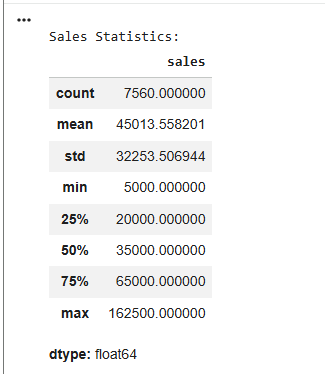 ...
Sales Statistics:
sales
count 7560.000000
mean 45013.558201
std 32253.506944
min 5000.000000
25% 20000.000000
50% 35000.000000
75% 65000.000000
max 162500.000000
dtype: float64